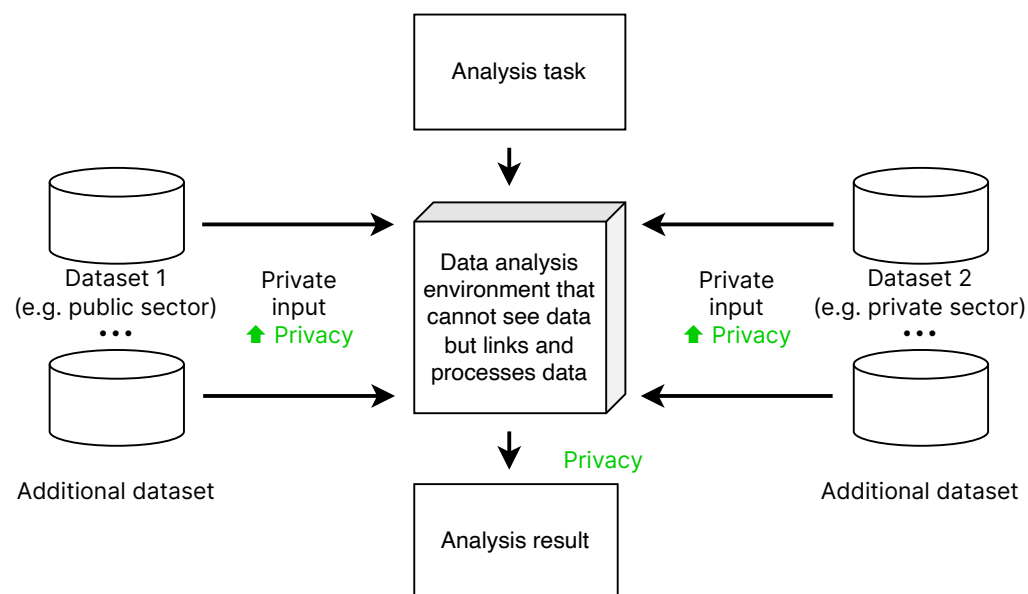 Analysis task
Dataset 1
(e.g. public sector)
...
Additional dataset
Private
input
Privacy
Data analysis
environment that
cannot see data
but links and
processes data
Private
input
Privacy
Dataset 2
(e.g. private sector)
...
Additional dataset
Privacy
Analysis result